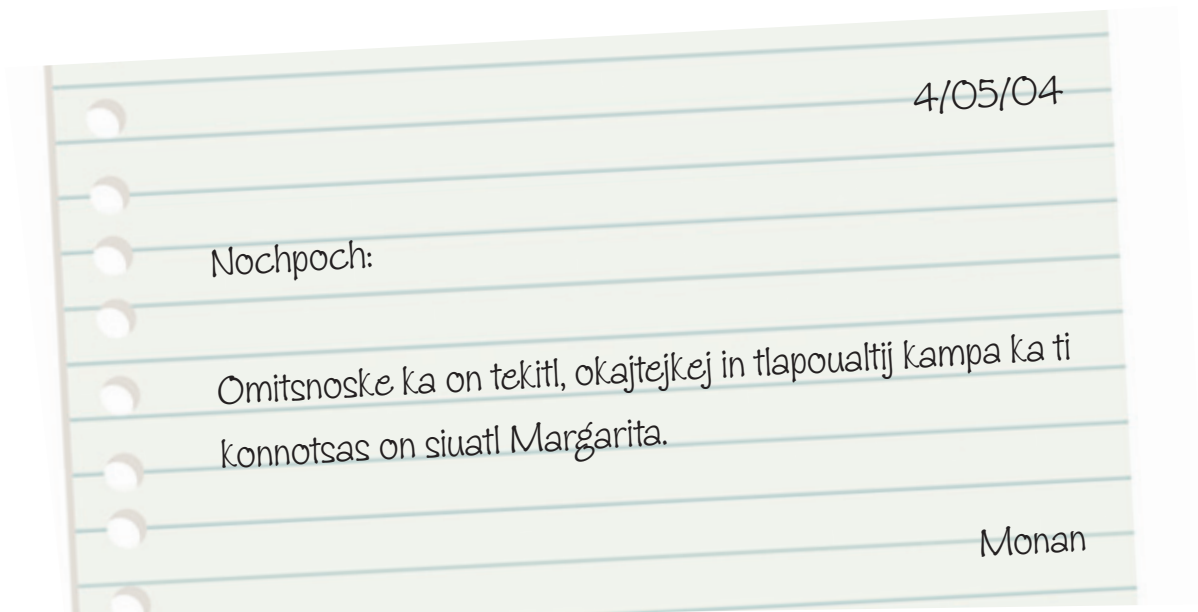 4/05/04
Nochpoch:
Omitsnoske ka on tekitl, okajtejkej in tlapoualtij kampa ka ti
konnotsas on siuatl Margarita.
Monan